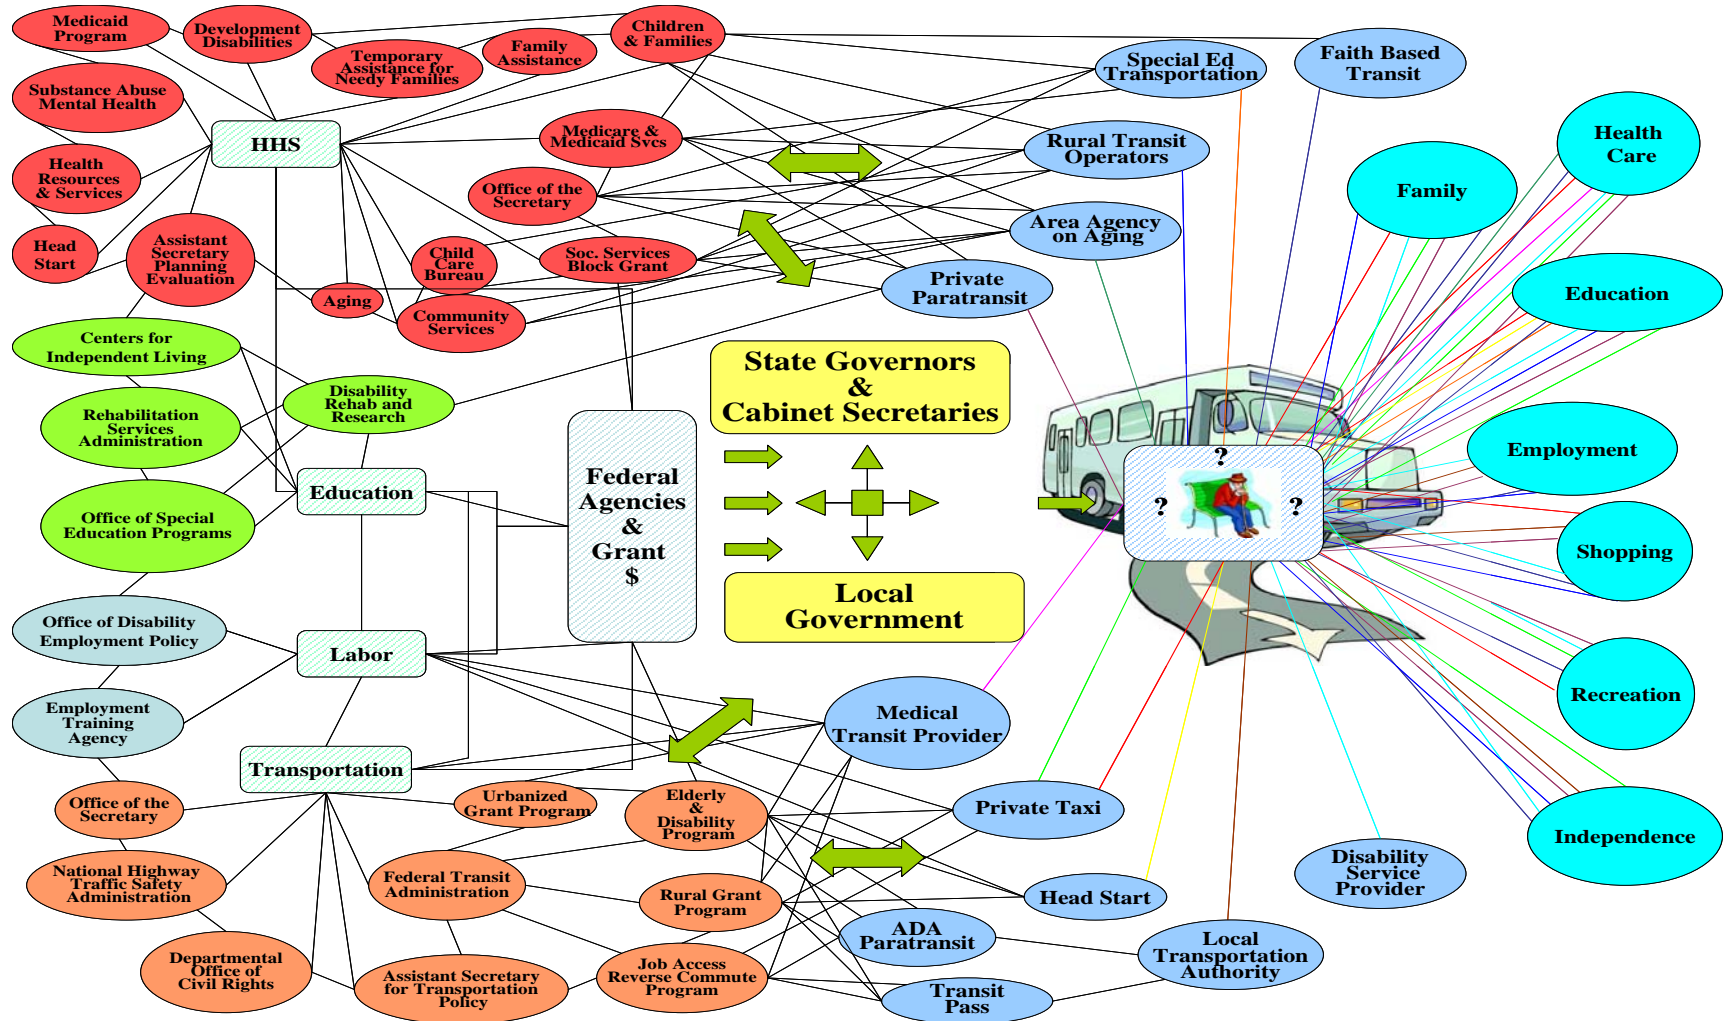 Medicaid
Program
Development
Disabilities
Temporary
Assistance for
Needy Families
Family
Assistance
Children
& Families
Special Ed
Transportation
Faith Based
Transit
Substance Abuse
Mental Health
HHS
Medicare &
Medicaid Svcs
Rural Transit
Operators
Health
Care
Health
Resources
& Services
Office of the
Secretary
Family
Area Agency
on Aging
Head
Start
Assistant
Secretary
Planning
Evaluation
Child
Care
Bureau
Soc. Services
Block Grant
Private
Paratransit
Education
Aging
Community
Services
Centers for
Independent Living
State Governors
&
Cabinet Secretaries
Disability
Rehab and
Research
Rehabilitation
Services
Administration
Employment
Education
Federal
Agencies
&
Grant
$
?
?
?
Office of Special
Education Programs
Shopping
Local
Government
Office of Disability
Employment Policy
Labor
Recreation
Employment
Training
Agency
Medical
Transit Provider
Transportation
Office of the
Secretary
Urbanized
Grant Program
Elderly
&
Disability
Program
Private Taxi
Independence
National Highway
Traffic Safety
Administration
Federal Transit
Administration
Rural Grant
Program
Head Start
Disability
Service
Provider
ADA
Paratransit
Local
Transportation
Authority
Departmental
Office of
Civil Rights
Assistant Secretary
for Transportation
Policy
Job Access
Reverse Commute
Program
Transit
Pass